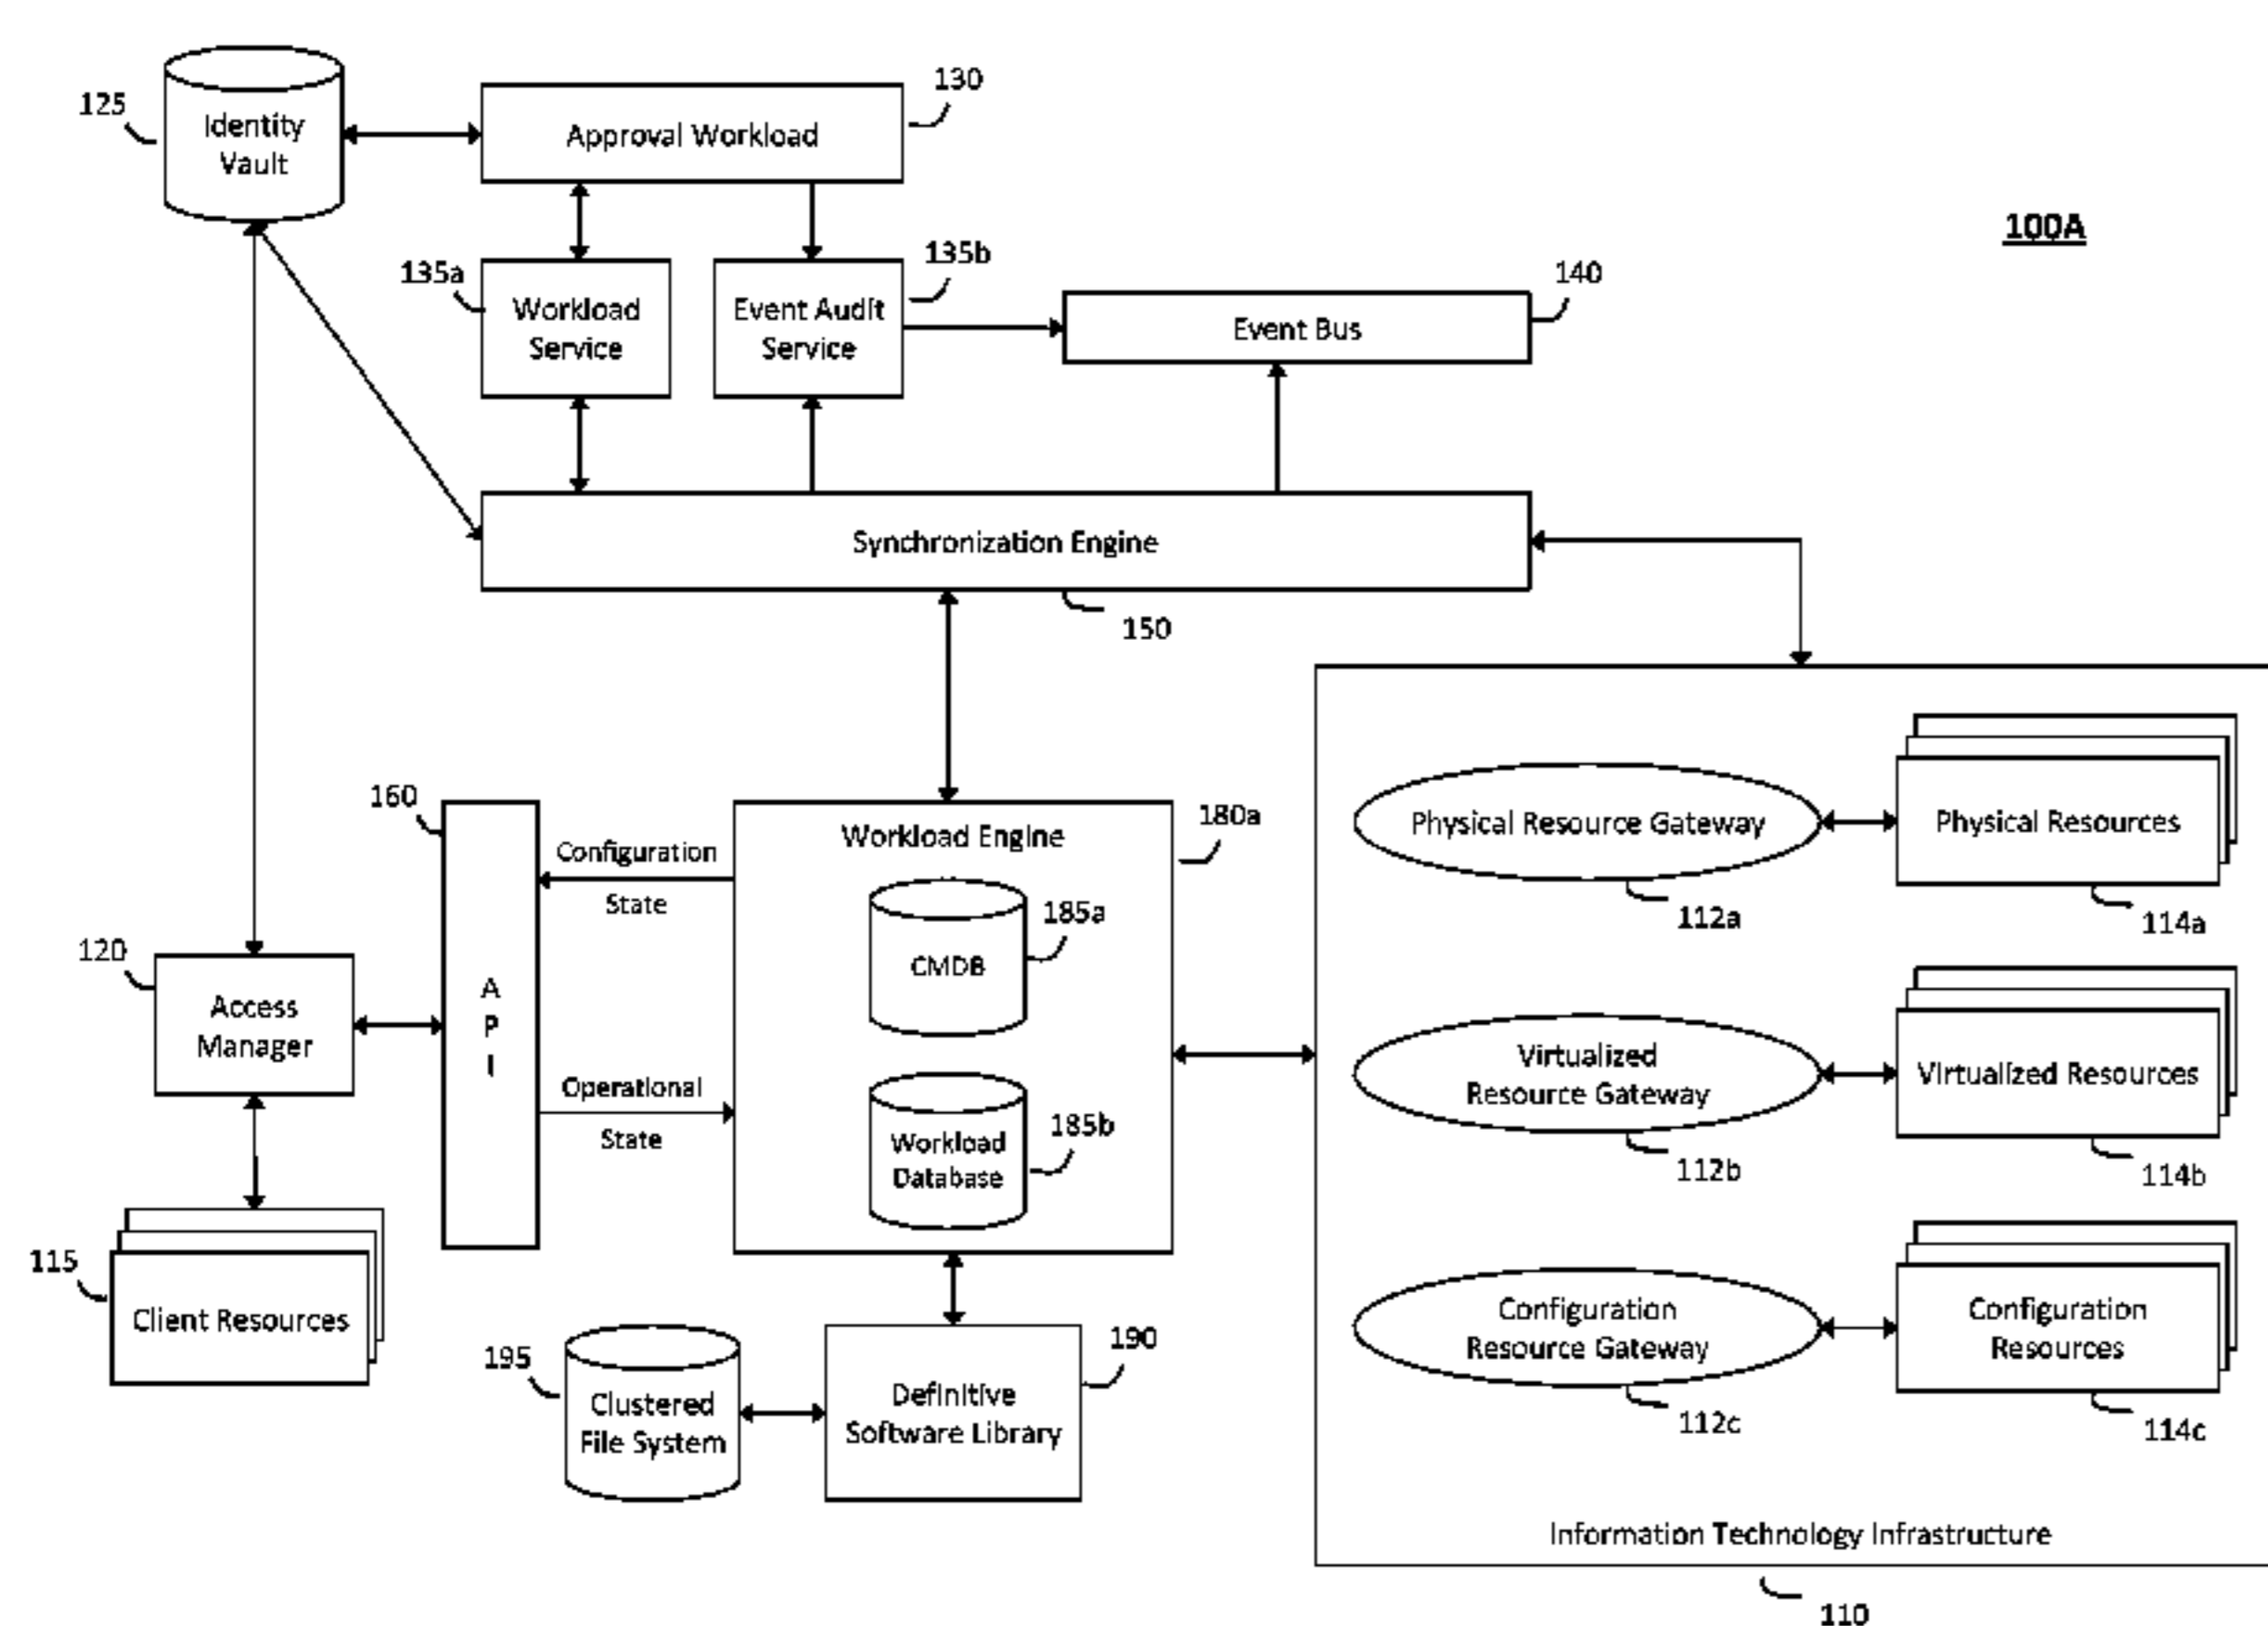 130
125
Identity
Vault
Approval Workload
100A
135a
135b
140
Workload
Service
Event Audit
Service
Event Bus
Synchronization Engine
150
160
180a
Configuration
State
Workload Engine
185a
CMDB
Physical Resource Gateway
Physical Resources
112a
114a
120
Access
Manager
A
P
I
Operational
State
185b
Workload
Database
Virtualized
Resource Gateway
Virtualized Resources
112b
114b
115
Client Resources
195
Clustered
File System
190
Definitive
Software Library
Configuration
Resource Gateway
Configuration
Resources
112c
114c
Information Technology Infrastructure
110